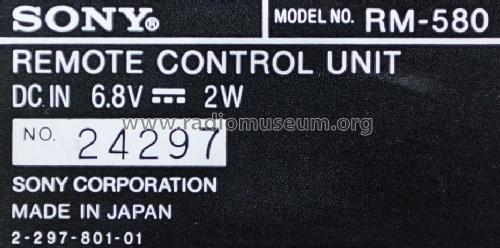 SONY® MODEL NO. RM-580
REMOTE CONTROL UNIT
DC IN 6.8V ⎓ 2W
www.radiomuseum.org
NO. 24297
SONY CORPORATION
MADE IN JAPAN
2-297-801-01